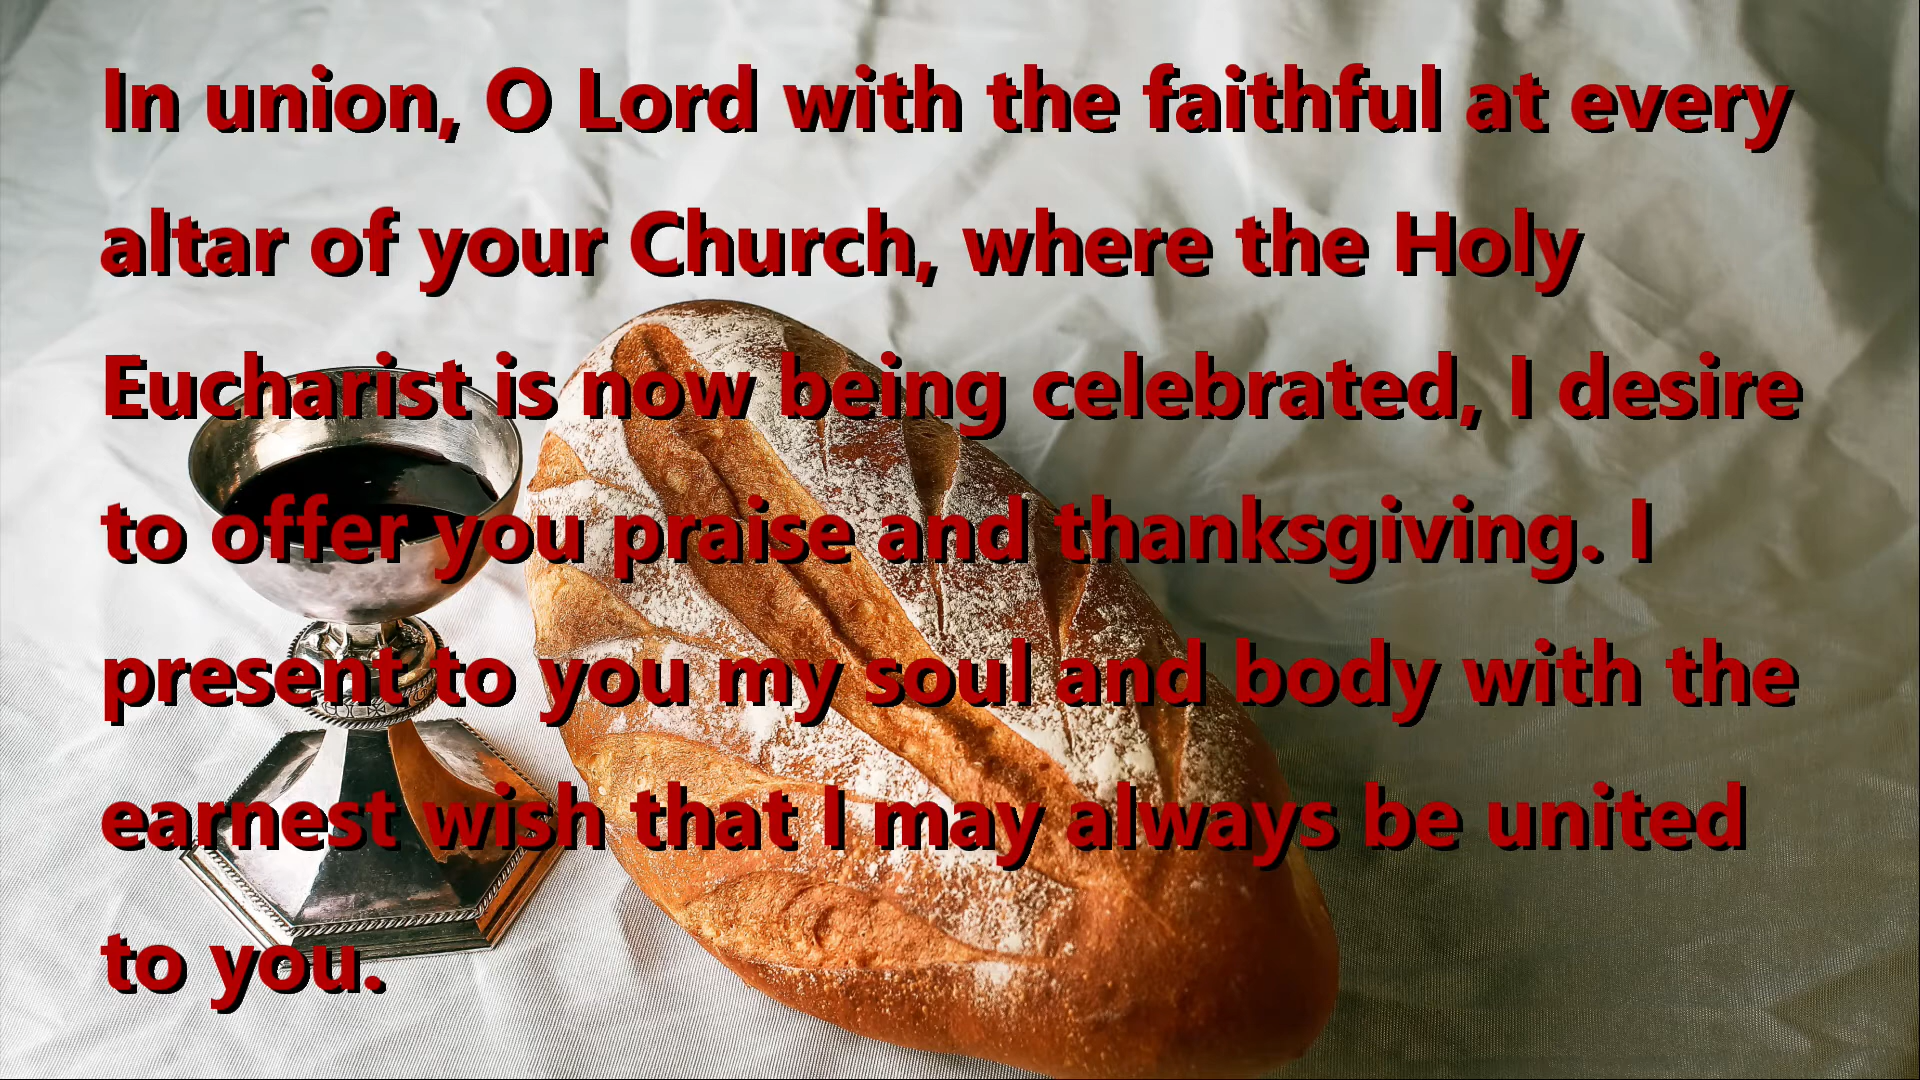 In union, O Lord with the faithful at every
altar of your Church, where the Holy
Eucharist is now being celebrated, I desire
to offer you praise and thanksgiving. I
present to you my soul and body with the
earnest wish that I may always be united
to you.